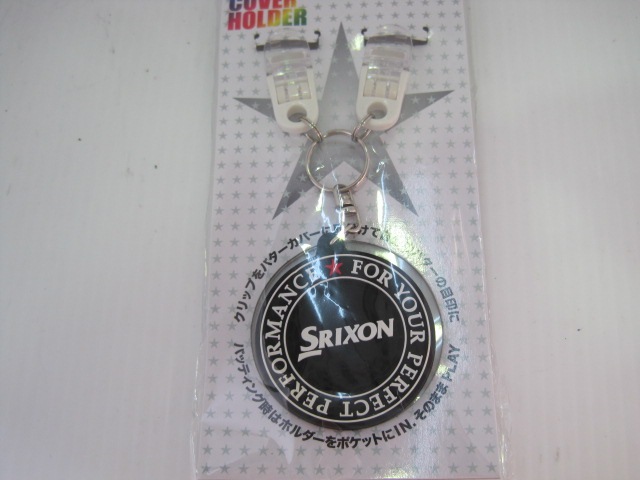 COVER
HOLDER
クリップをパターカバーに
ターの目印に
FOR YOUR PERFECT PERFORMANCE
SRIXON
パッティング時はホルダーをポケットにIN。そのままPLAY